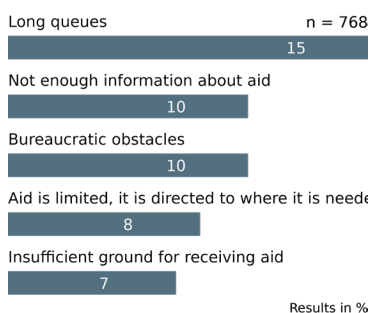 Long queues n = 768
15
Not enough information about aid
10
Bureaucratic obstacles
10
Aid is limited, it is directed to where it is neede
8
Insufficient ground for receiving aid
7
Results in %